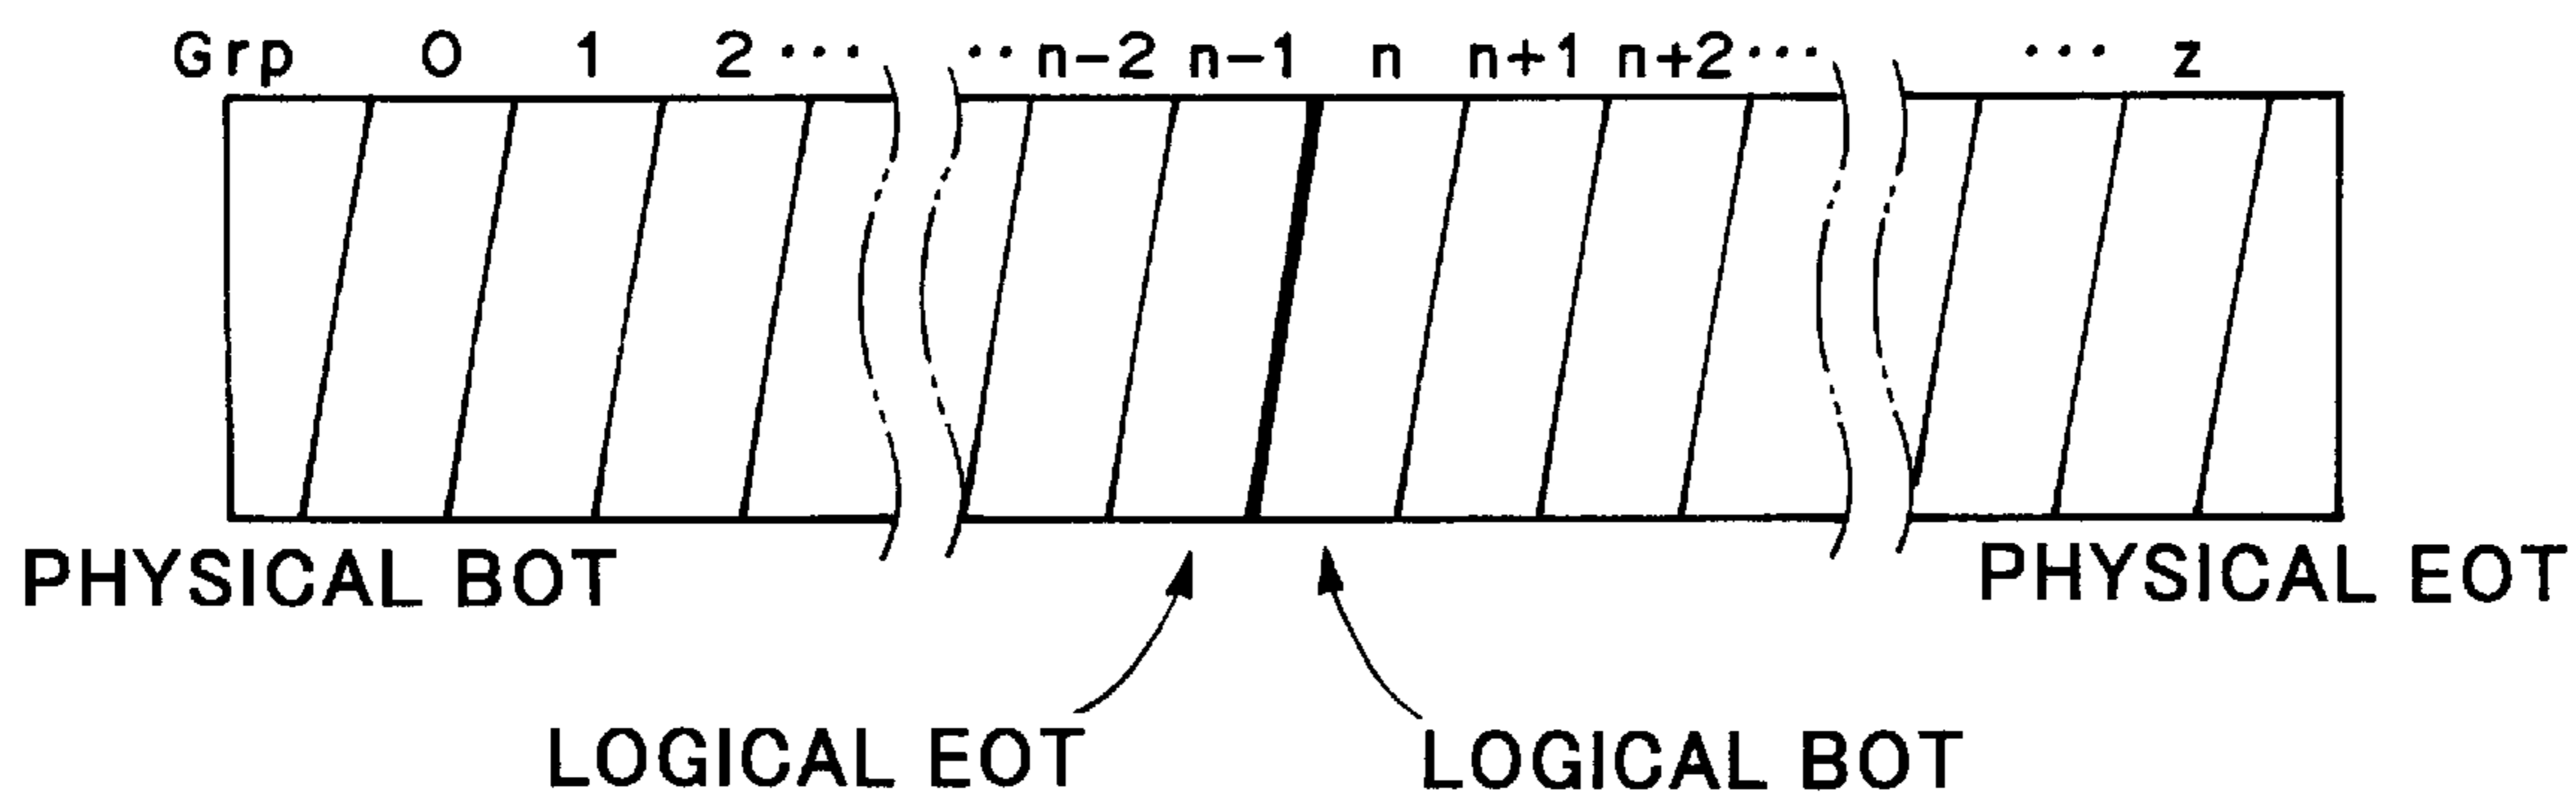 Grp 0 1 2 ··· ·· n-2 n-1 n n+1 n+2 ··· ··· z
PHYSICAL BOT PHYSICAL EOT
LOGICAL EOT LOGICAL BOT